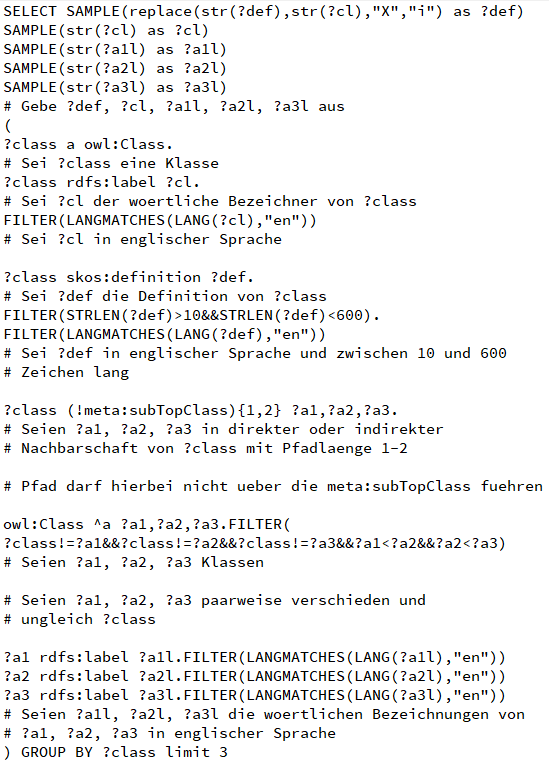 SELECT SAMPLE(replace(str(?def),str(?cl),"X","i") as ?def)
SAMPLE(str(?cl) as ?cl)
SAMPLE(str(?a1l) as ?a1l)
SAMPLE(str(?a2l) as ?a2l)
SAMPLE(str(?a3l) as ?a3l)
# Gebe ?def, ?cl, ?a1l, ?a2l, ?a3l aus
(
?class a owl:Class.
# Sei ?class eine Klasse
?class rdfs:label ?cl.
# Sei ?cl der woertliche Bezeichner von ?class
FILTER(LANGMATCHES(LANG(?cl),"en"))
# Sei ?cl in englischer Sprache

?class skos:definition ?def.
# Sei ?def die Definition von ?class
FILTER(STRLEN(?def)>10&&STRLEN(?def)<600).
FILTER(LANGMATCHES(LANG(?def),"en"))
# Sei ?def in englischer Sprache und zwischen 10 und 600
# Zeichen lang

?class (!meta:subTopClass){1,2} ?a1,?a2,?a3.
# Seien ?a1, ?a2, ?a3 in direkter oder indirekter
# Nachbarschaft von ?class mit Pfadlaenge 1-2

# Pfad darf hierbei nicht ueber die meta:subTopClass fuehren

owl:Class ^a ?a1,?a2,?a3.FILTER(
?class!=?a1&&?class!=?a2&&?class!=?a3&&?a1<?a2&&?a2<?a3)
# Seien ?a1, ?a2, ?a3 Klassen

# Seien ?a1, ?a2, ?a3 paarweise verschieden und
# ungleich ?class

?a1 rdfs:label ?a1l.FILTER(LANGMATCHES(LANG(?a1l),"en"))
?a2 rdfs:label ?a2l.FILTER(LANGMATCHES(LANG(?a2l),"en"))
?a3 rdfs:label ?a3l.FILTER(LANGMATCHES(LANG(?a3l),"en"))
# Seien ?a1l, ?a2l, ?a3l die woertlichen Bezeichnungen von
# ?a1, ?a2, ?a3 in englischer Sprache
) GROUP BY ?class limit 3